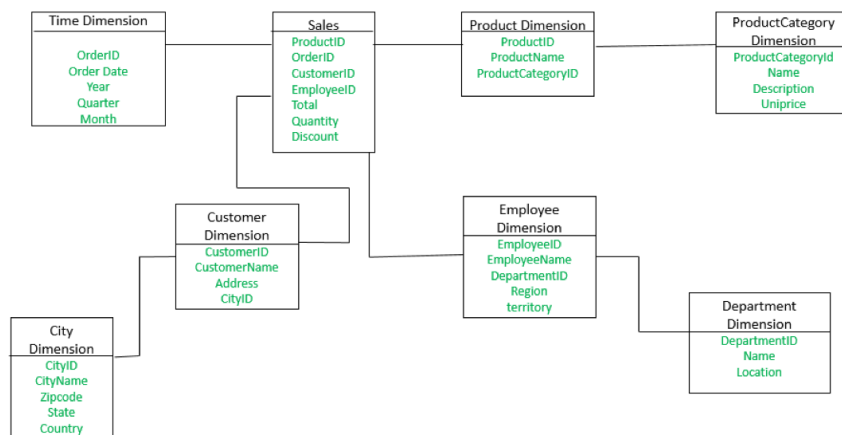 Time Dimension
OrderID
Order Date
Year
Quarter
Month
Sales
ProductID
OrderID
CustomerID
EmployeeID
Total
Quantity
Discount
Product Dimension
ProductID
ProductName
ProductCategoryID
ProductCategory
Dimension
ProductCategoryId
Name
Description
Uniprice
Customer
Dimension
CustomerID
CustomerName
Address
CityID
Employee
Dimension
EmployeeID
EmployeeName
DepartmentID
Region
territory
City
Dimension
CityID
CityName
Zipcode
State
Country
Department
Dimension
DepartmentID
Name
Location